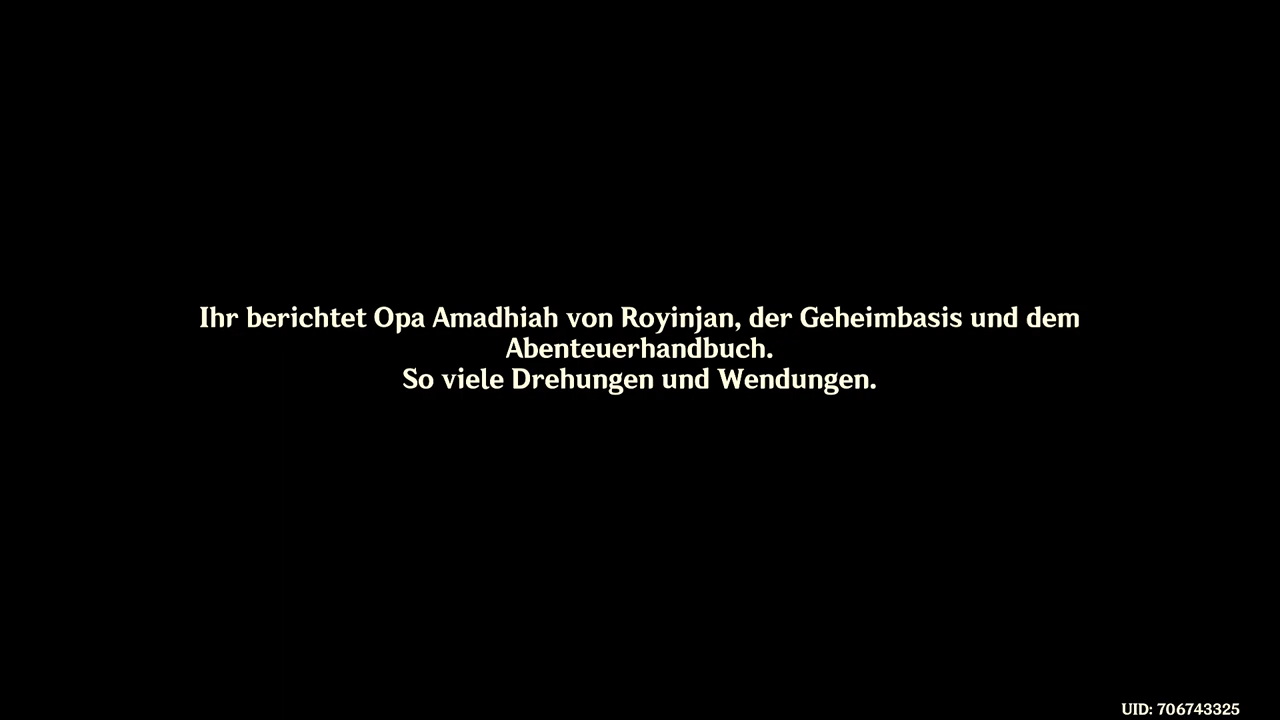 Ihr berichtet Opa Amadhiah von Royinjan, der Geheimbasis und dem
Abenteuerhandbuch.
So viele Drehungen und Wendungen.
UID: 706743325